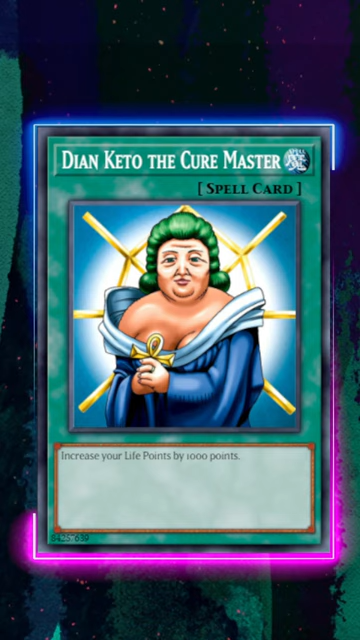 DIAN KETO THE CURE MASTER
[ SPELL CARD ]
Increase your Life Points by 1000 points.